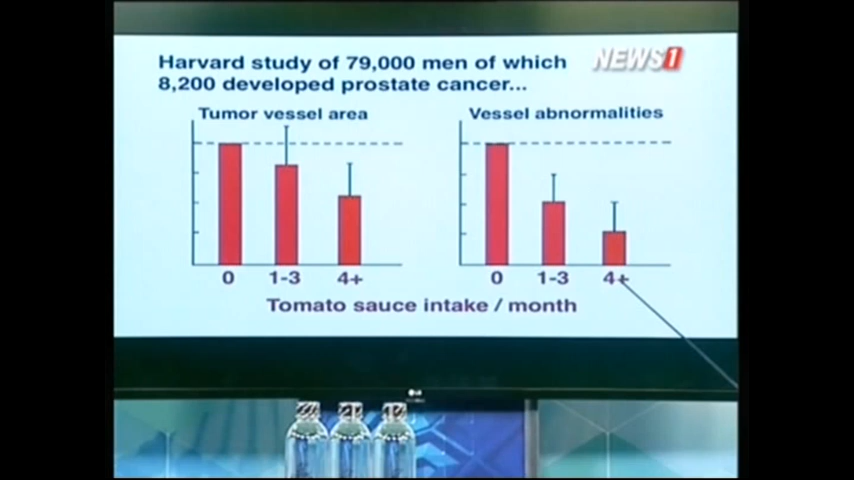 Harvard study of 79,000 men of which
8,200 developed prostate cancer...
NEWS1
Tumor vessel area
Vessel abnormalities
0 1-3 4+
0 1-3 4+
Tomato sauce intake / month
LG